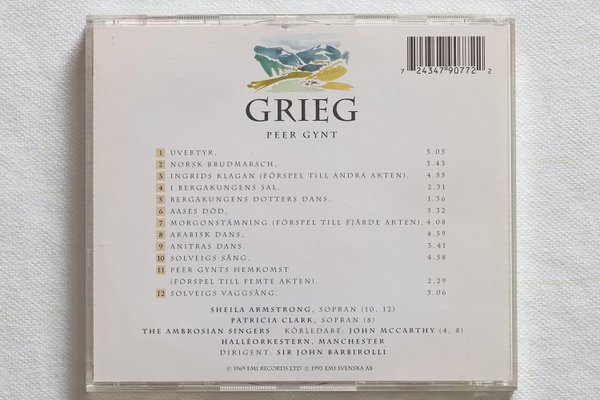 7 24347 90772 2
GRIEG
PEER GYNT
1 UVERTYR, 5.05
2 NORSK BRUDMARSCH, 3.43
3 INGRIDS KLAGAN (FÖRSPEL TILL ANDRA AKTEN), 4.55
4 I BERGAKUNGENS SAL, 2.31
5 BERGAKUNGENS DOTTERS DANS, 1.36
6 AASES DÖD, 5.32
7 MORGONSTÄMNING (FÖRSPEL TILL FJÄRDE AKTEN), 4.08
8 ARABISK DANS, 4.59
9 ANITRAS DANS, 3.41
10 SOLVEIGS SÅNG, 4.58
11 PEER GYNTS HEMKOMST
(FÖRSPEL TILL FEMTE AKTEN). 2.29
12 SOLVEIGS VAGGSÅNG, 5.06
SHEILA ARMSTRONG, SOPRAN (10, 12)
PATRICIA CLARK, SOPRAN (8)
THE AMBROSIAN SINGERS KÖRLEDARE: JOHN MCCARTHY (4, 8)
HALLÉORKESTERN, MANCHESTER
DIRIGENT: SIR JOHN BARBIROLLI
℗ 1969 EMI RECORDS LTD © 1995 EMI SVENSKA AB